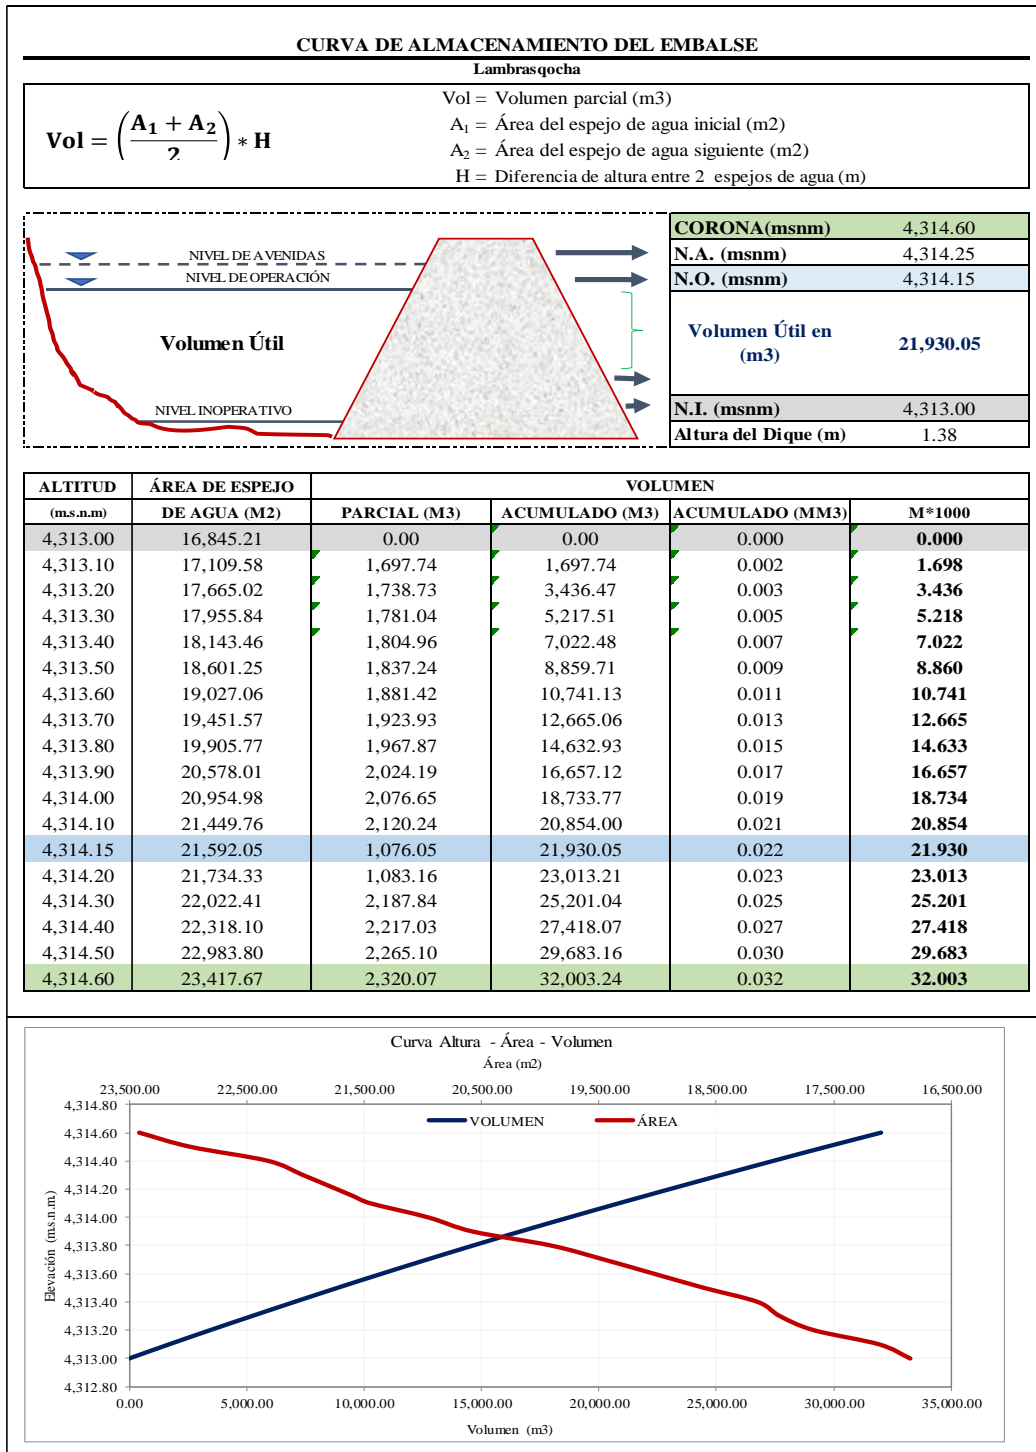 CURVA DE ALMACENAMIENTO DEL EMBALSE
Lambrasqocha
Vol = (A₁ + A₂ / 2) * H
Vol = Volumen parcial (m3)
A₁ = Área del espejo de agua inicial (m2)
A₂ = Área del espejo de agua siguiente (m2)
H = Diferencia de altura entre 2 espejos de agua (m)
NIVEL DE AVENIDAS
NIVEL DE OPERACIÓN
Volumen Útil
NIVEL INOPERATIVO
CORONA(msnm) 4,314.60
N.A. (msnm) 4,314.25
N.O. (msnm) 4,314.15
Volumen Útil en (m3) 21,930.05
N.I. (msnm) 4,313.00
Altura del Dique (m) 1.38
ALTITUD ÁREA DE ESPEJO VOLUMEN
(m.s.n.m) DE AGUA (M2) PARCIAL (M3) ACUMULADO (M3) ACUMULADO (MM3) M*1000
4,313.00 16,845.21 0.00 0.00 0.000 0.000
4,313.10 17,109.58 1,697.74 1,697.74 0.002 1.698
4,313.20 17,665.02 1,738.73 3,436.47 0.003 3.436
4,313.30 17,955.84 1,781.04 5,217.51 0.005 5.218
4,313.40 18,143.46 1,804.96 7,022.48 0.007 7.022
4,313.50 18,601.25 1,837.24 8,859.71 0.009 8.860
4,313.60 19,027.06 1,881.42 10,741.13 0.011 10.741
4,313.70 19,451.57 1,923.93 12,665.06 0.013 12.665
4,313.80 19,905.77 1,967.87 14,632.93 0.015 14.633
4,313.90 20,578.01 2,024.19 16,657.12 0.017 16.657
4,314.00 20,954.98 2,076.65 18,733.77 0.019 18.734
4,314.10 21,449.76 2,120.24 20,854.00 0.021 20.854
4,314.15 21,592.05 1,076.05 21,930.05 0.022 21.930
4,314.20 21,734.33 1,083.16 23,013.21 0.023 23.013
4,314.30 22,022.41 2,187.84 25,201.04 0.025 25.201
4,314.40 22,318.10 2,217.03 27,418.07 0.027 27.418
4,314.50 22,983.80 2,265.10 29,683.16 0.030 29.683
4,314.60 23,417.67 2,320.07 32,003.24 0.032 32.003
Curva Altura - Área - Volumen
Área (m2)
23,500.00 22,500.00 21,500.00 20,500.00 19,500.00 18,500.00 17,500.00 16,500.00
VOLUMEN ÁREA
Elevación (m.s.n.m.)
4,314.80
4,314.60
4,314.40
4,314.20
4,314.00
4,313.80
4,313.60
4,313.40
4,313.20
4,313.00
4,312.80
0.00 5,000.00 10,000.00 15,000.00 20,000.00 25,000.00 30,000.00 35,000.00
Volumen (m3)